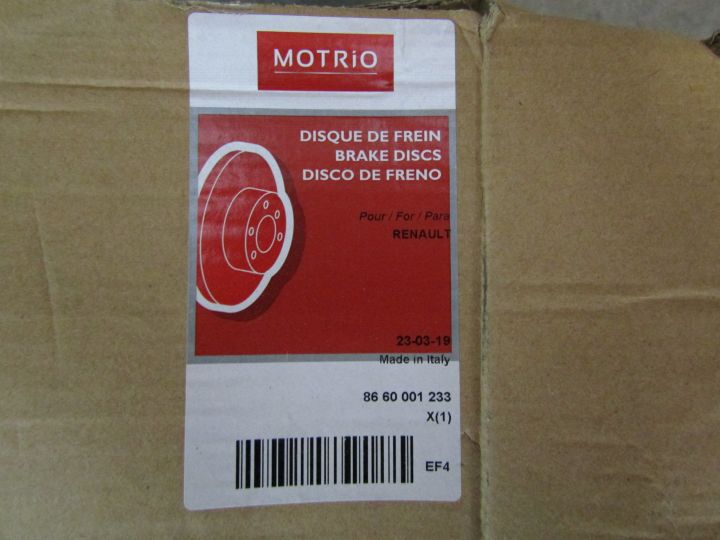 MOTRiO
DISQUE DE FREIN
BRAKE DISCS
DISCO DE FRENO
Pour / For / Para
RENAULT
23-03-19
Made in Italy
86 60 001 233
X(1)
EF4